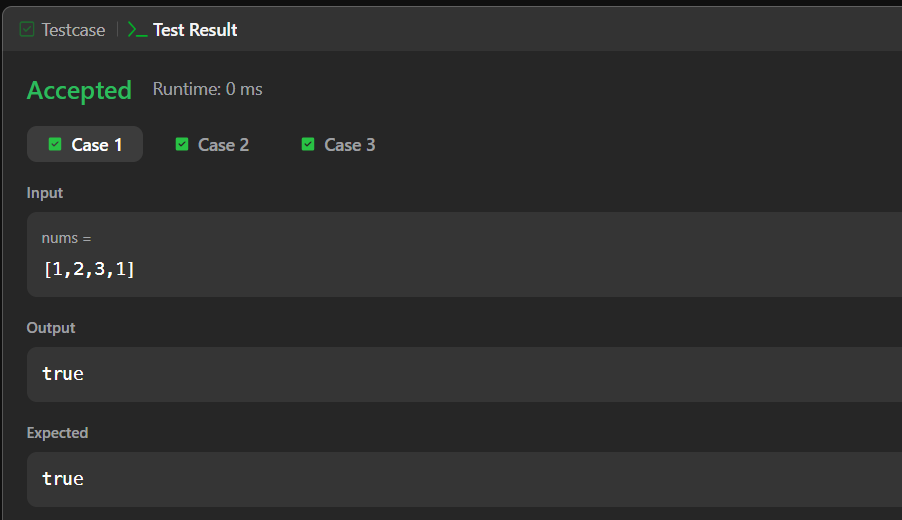 Testcase | Test Result
Accepted Runtime: 0 ms
Case 1 Case 2 Case 3
Input
nums =
[1,2,3,1]
Output
true
Expected
true